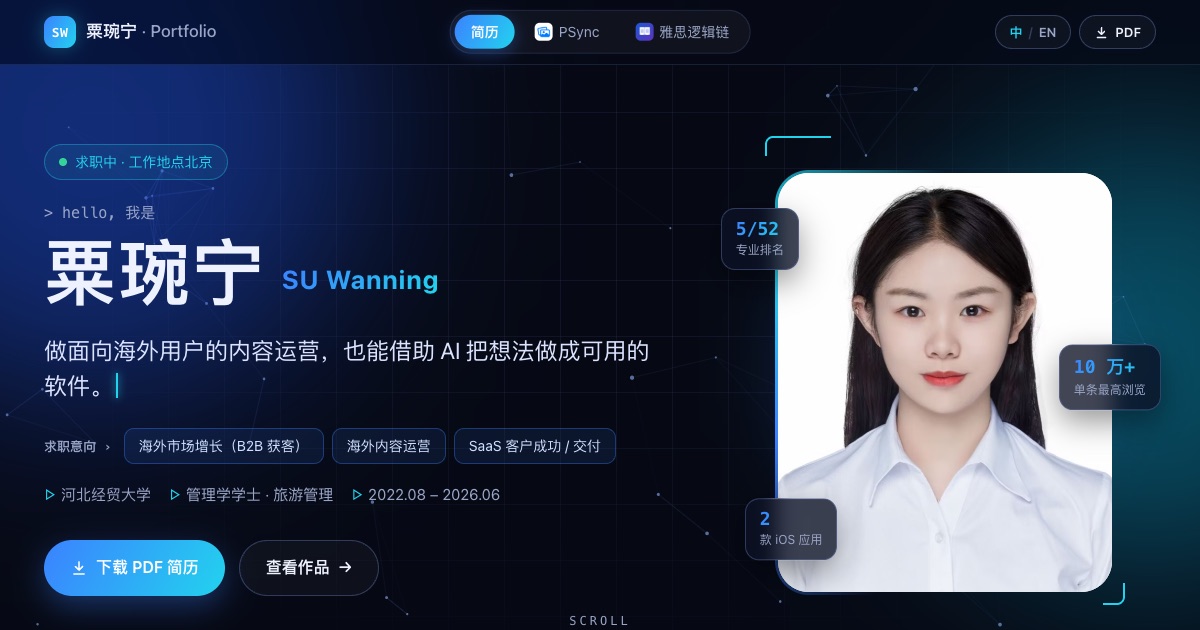 SW 粟琬宁 · Portfolio
简历 PSync 雅思逻辑链
中 / EN PDF
求职中 · 工作地点北京
> hello, 我是
粟琬宁 SU Wanning
做面向海外用户的内容运营，也能借助 AI 把想法做成可用的
软件。
求职意向 › 海外市场增长（B2B 获客） 海外内容运营 SaaS 客户成功 / 交付
河北经贸大学 管理学学士 · 旅游管理 2022.08 – 2026.06
下载 PDF 简历 查看作品 →
5/52
专业排名
10 万+
单条最高浏览
2
款 iOS 应用
SCROLL